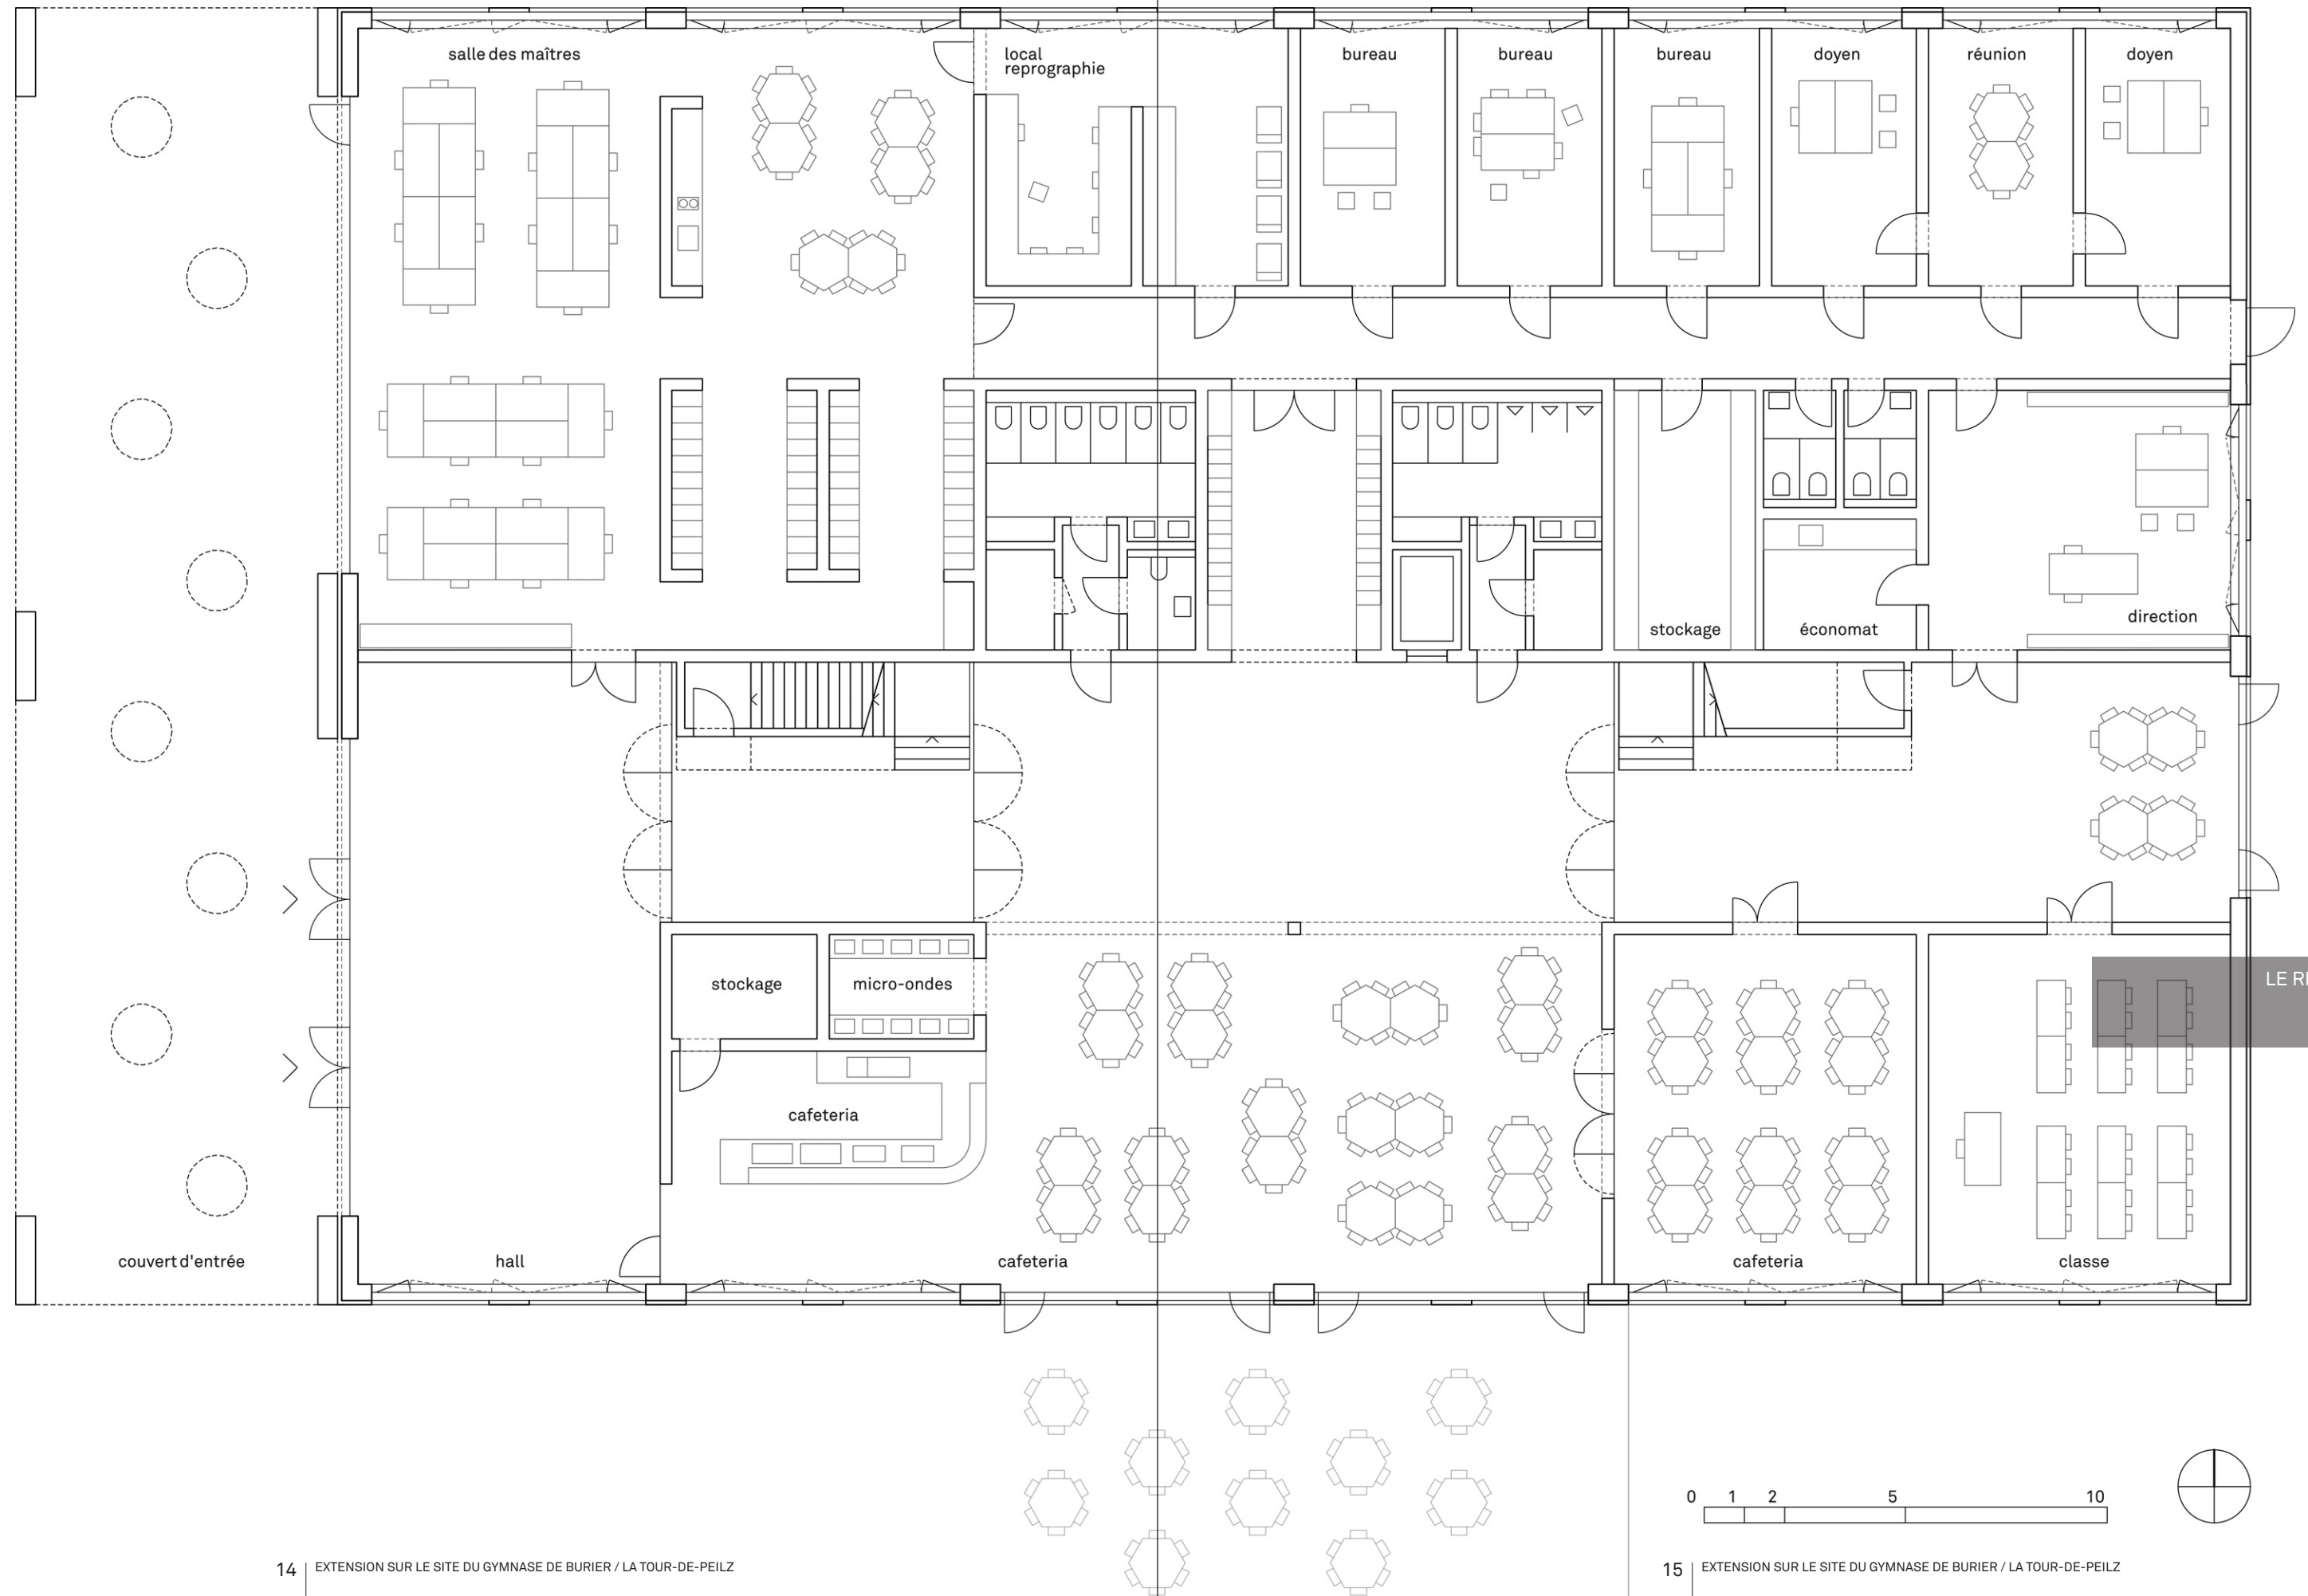 salle des maîtres
local
reprographie
bureau
bureau
bureau
doyen
réunion
doyen
stockage
économat
direction
stockage
micro-ondes
cafeteria
LE RE
couvert d'entrée
hall
cafeteria
cafeteria
classe
0 1 2 5 10
14 EXTENSION SUR LE SITE DU GYMNASE DE BURIER / LA TOUR-DE-PEILZ
15 EXTENSION SUR LE SITE DU GYMNASE DE BURIER / LA TOUR-DE-PEILZ